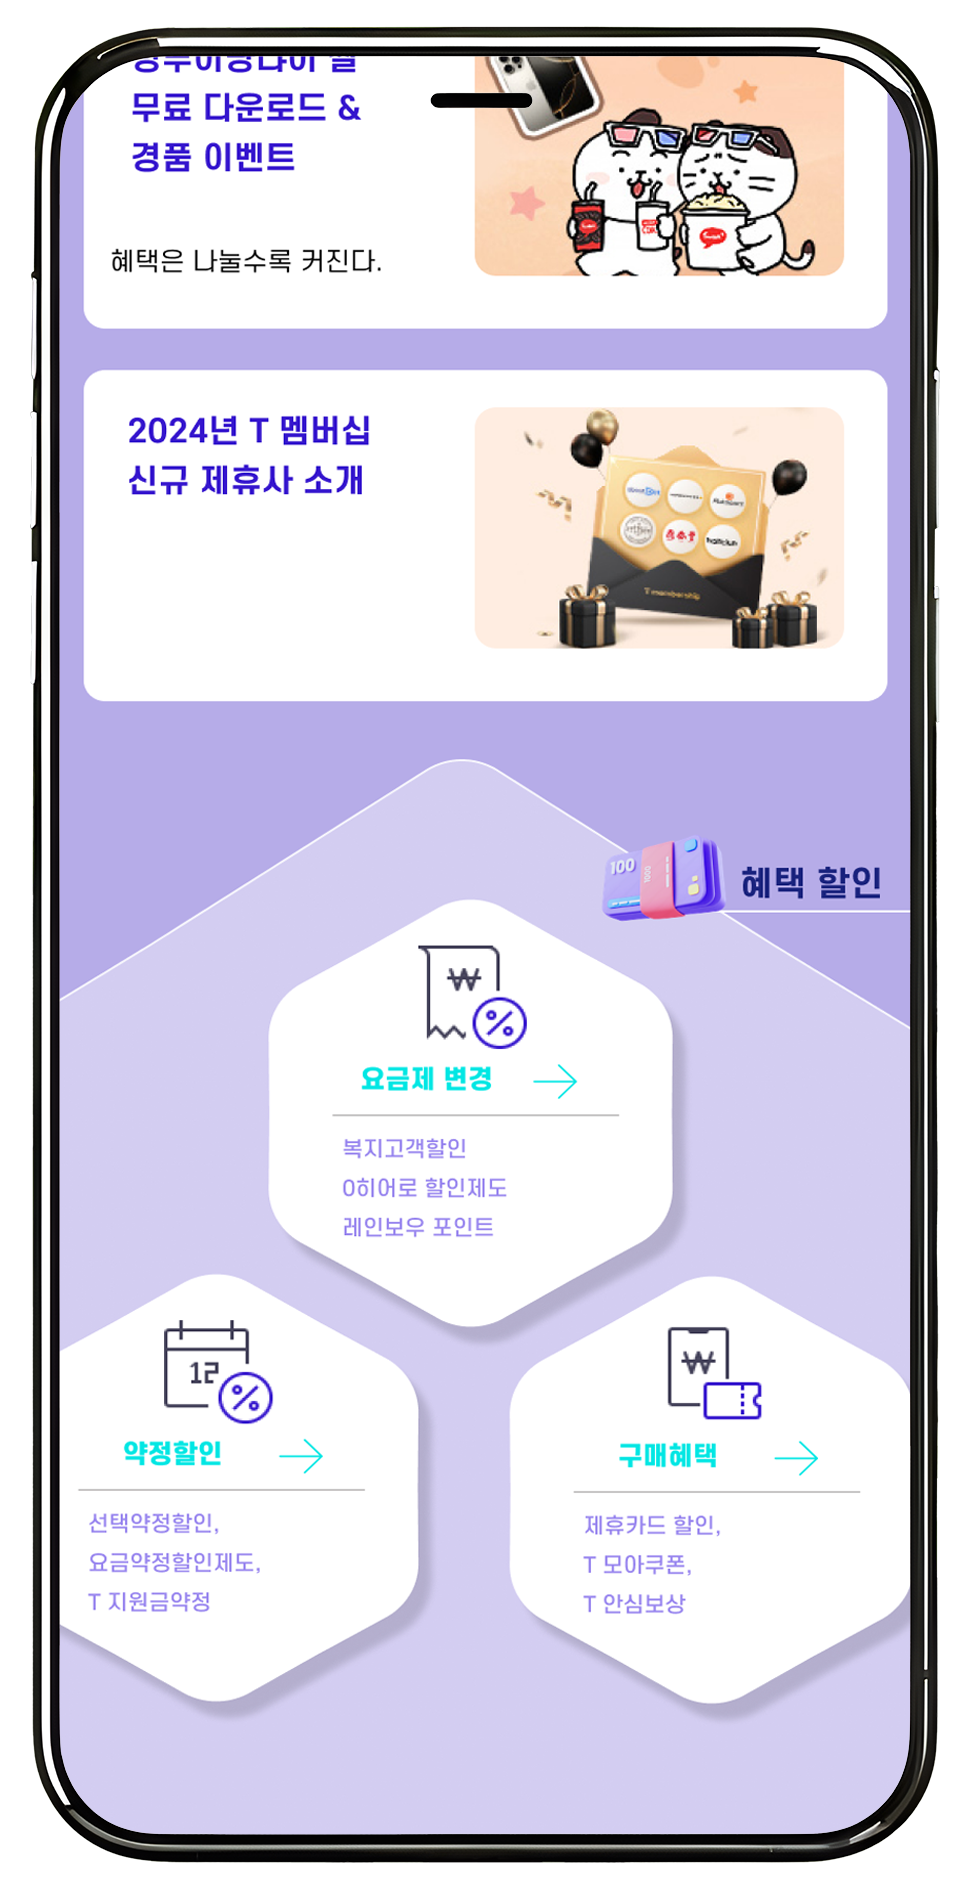 무료 다운로드 &
경품 이벤트
혜택은 나눌수록 커진다.
2024년 T 멤버십
신규 제휴사 소개
T membership
100
100
혜택 할인
요금제 변경
복지고객할인
0히어로 할인제도
레인보우 포인트
12
약정할인
선택약정할인,
요금약정할인제도,
T 지원금약정
구매혜택
제휴카드 할인,
T 모아쿠폰,
T 안심보상